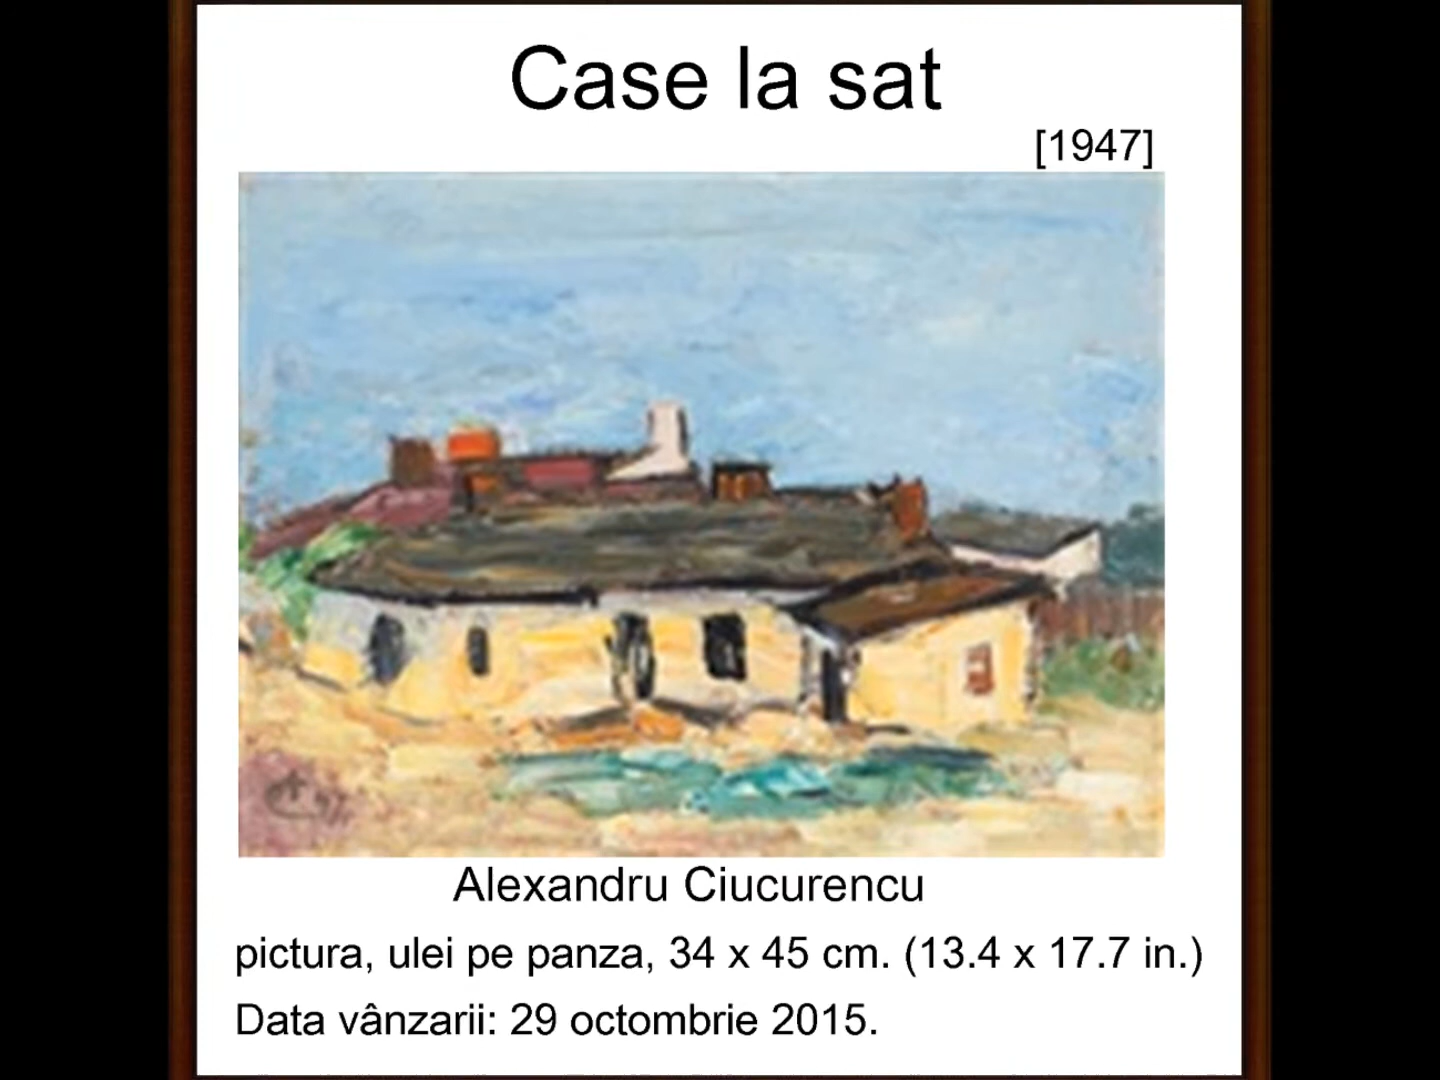 Case la sat
[1947]
Alexandru Ciucurencu
pictura, ulei pe panza, 34 x 45 cm. (13.4 x 17.7 in.)
Data vânzarii: 29 octombrie 2015.